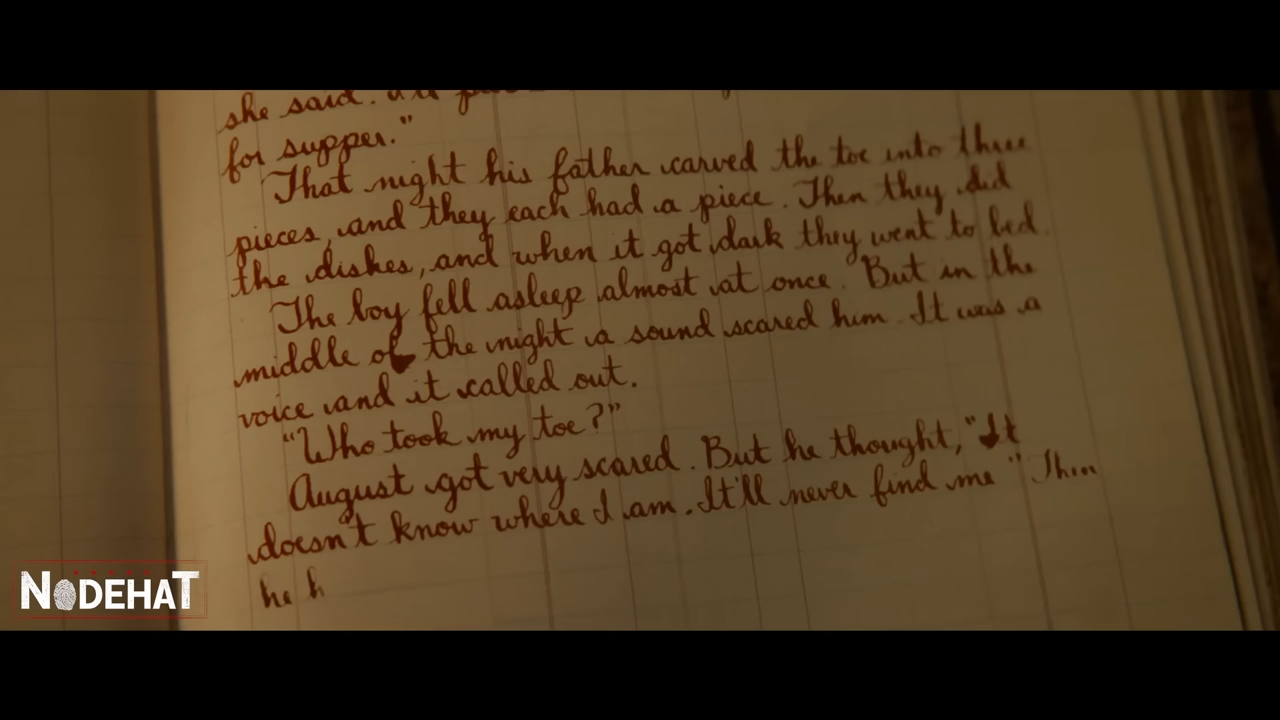 she said.
for supper."
That night his father carved the toe into three
pieces, and they each had a piece. Then they did
the dishes, and when it got dark they went to bed.
The boy fell asleep almost at once. But in the
middle of the night a sound scared him. It was a
voice and it called out.
"Who took my toe?"
August got very scared. But he thought, "It
doesn't know where I am. It'll never find me" Then
he h
NODEHAT